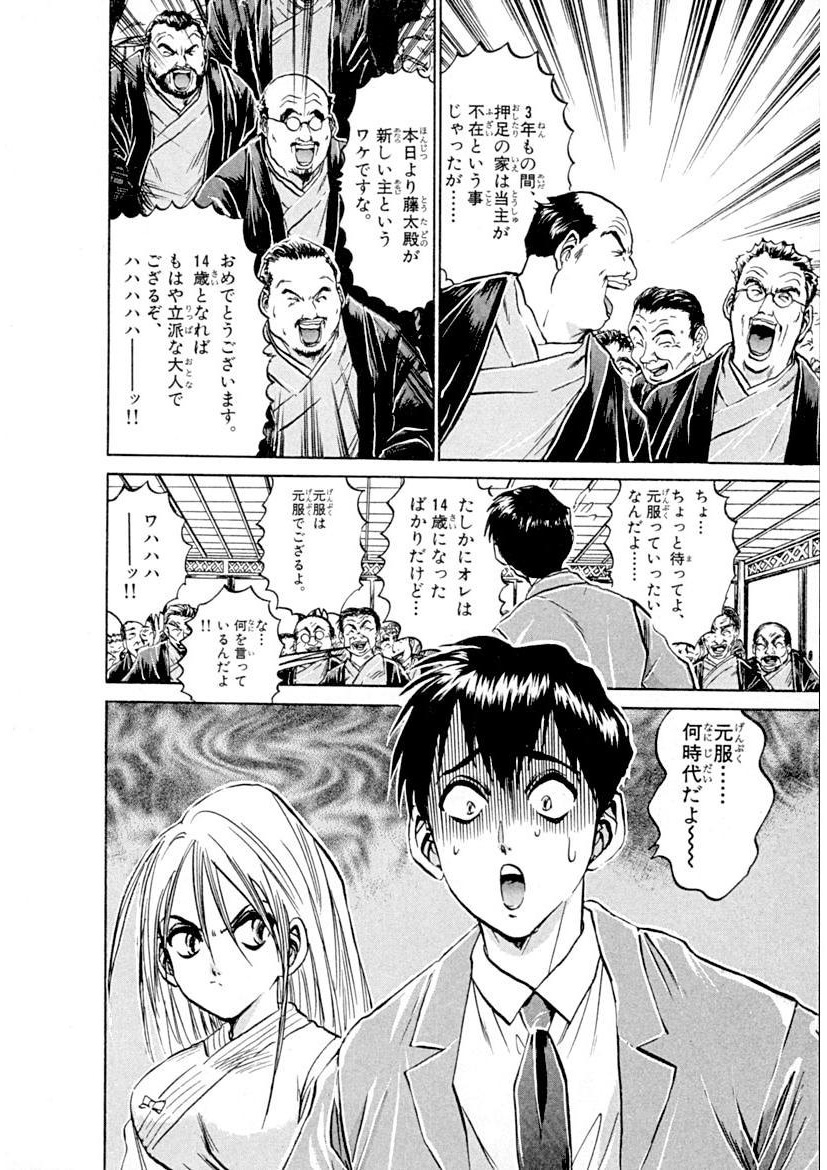 3年もの間、
押足の家は当主が
不在という事
じゃったが……
本日より藤太殿が
新しい主という
ワケですな。
おめでとうございます。
14歳となれば
もはや立派な大人で
ござるぞ、
ハハハハハ――ッ!!
ちょ…
ちょっと待ってよ、
元服っていったい
なんだよ……
たしかにオレは
14歳になった
ばかりだけど…
元服は
元服でござるよ。
な…
何を言って
いるんだよ
!!
ワハハハ
――ッ!!
元服……
何時代だよ〜〜